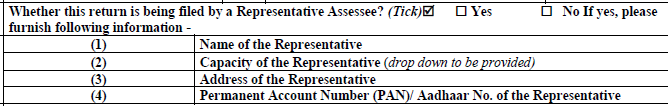 Whether this return is being filed by a Representative Assessee? (Tick)☑ ☐ Yes ☐ No If yes, please
furnish following information -
(1) Name of the Representative
(2) Capacity of the Representative (drop down to be provided)
(3) Address of the Representative
(4) Permanent Account Number (PAN)/ Aadhaar No. of the Representative